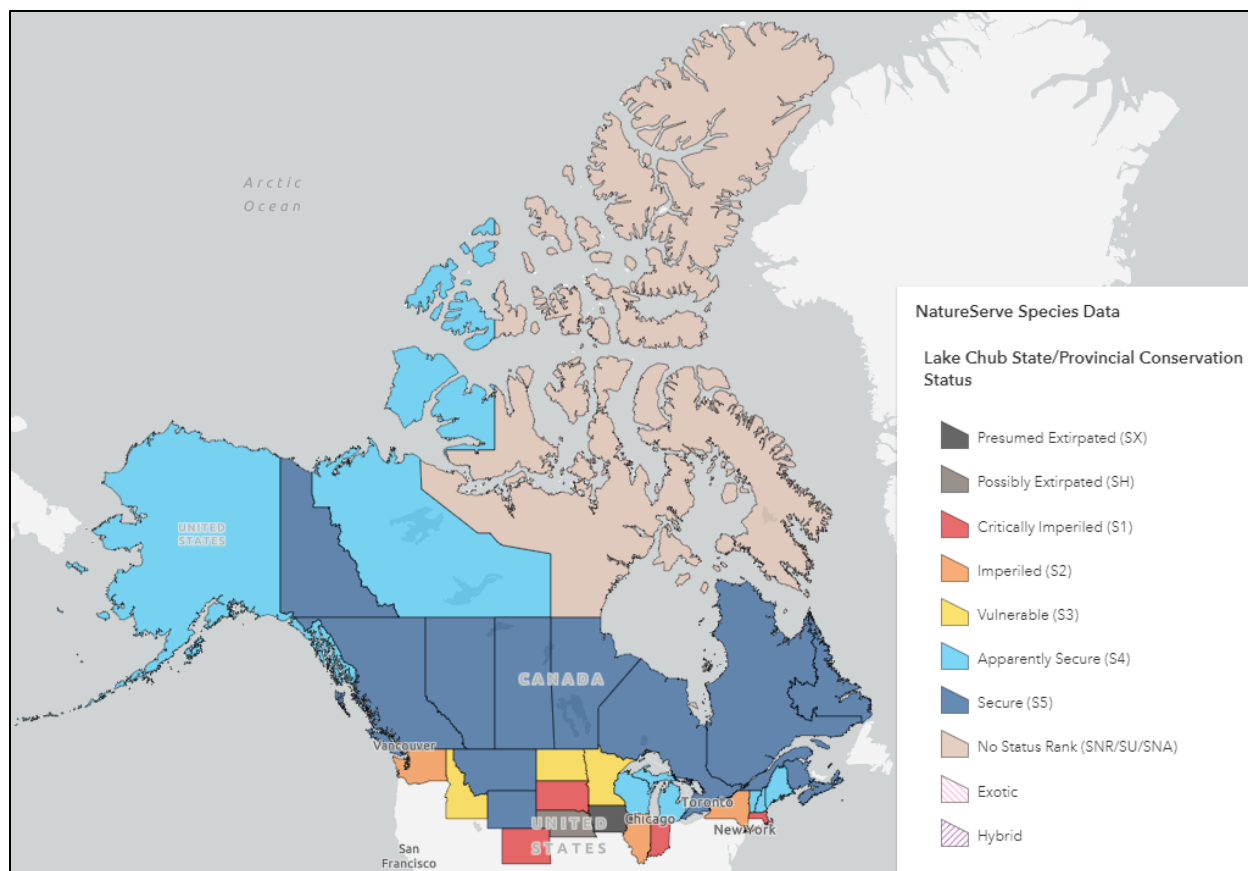 Arctic
Ocean
UNITED
STATES
CANADA
Vancouver
Toronto
Chicago
New York
UNITED
STATES
San
Francisco
NatureServe Species Data
Lake Chub State/Provincial Conservation
Status
Presumed Extirpated (SX)
Possibly Extirpated (SH)
Critically Imperiled (S1)
Imperiled (S2)
Vulnerable (S3)
Apparently Secure (S4)
Secure (S5)
No Status Rank (SNR/SU/SNA)
Exotic
Hybrid